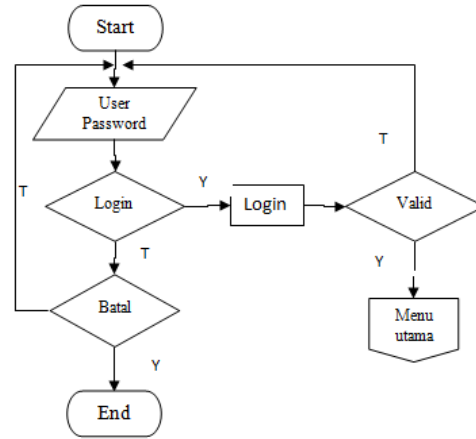 Start
User
Password
T
Login
Y
Login
Valid
T
T
Y
Batal
Menu
utama
Y
End